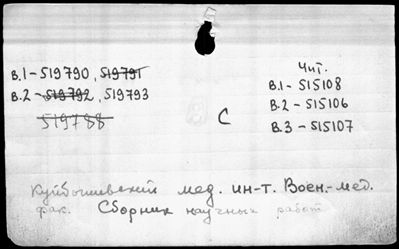 В.1 - 519790, 519791
В.2 - 519792, 519793
519788
С
Чит.
В.1 - 515108
В.2 - 515106
В.3 - 515107
Куйбышевский мед. ин-т. Воен.-мед.
фак. Сборник научных работ